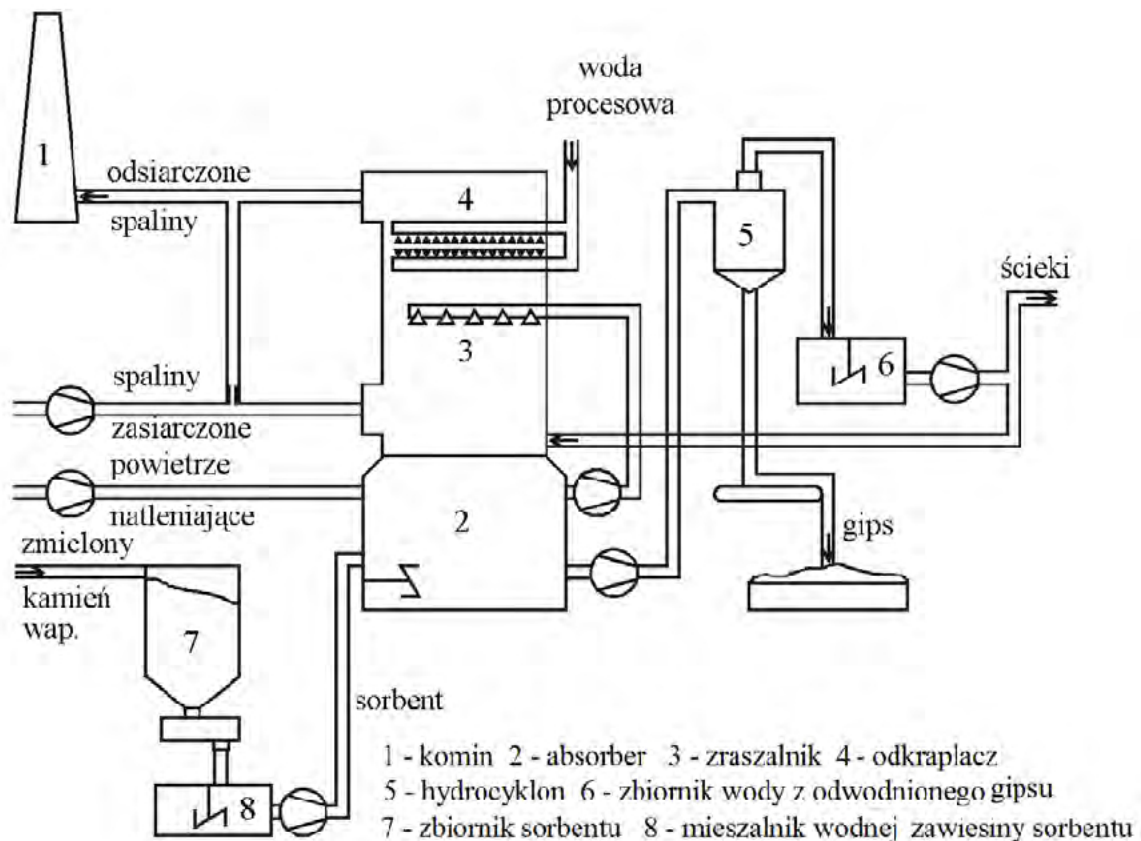 woda
procesowa
1
odsiarczone
spaliny
4
5
ścieki
3
6
spaliny
zasiarczone
powietrze
natleniające
2
zmiclony
kamień
wap.
gips
7
sorbent
8
1 - komin 2 - absorber 3 - zraszalnik 4 - odkraplacz
5 - hydrocyklon 6 - zbiornik wody z odwodnionego gipsu
7 - zbiornik sorbentu 8 - mieszalnik wodnej zawiesiny sorbentu